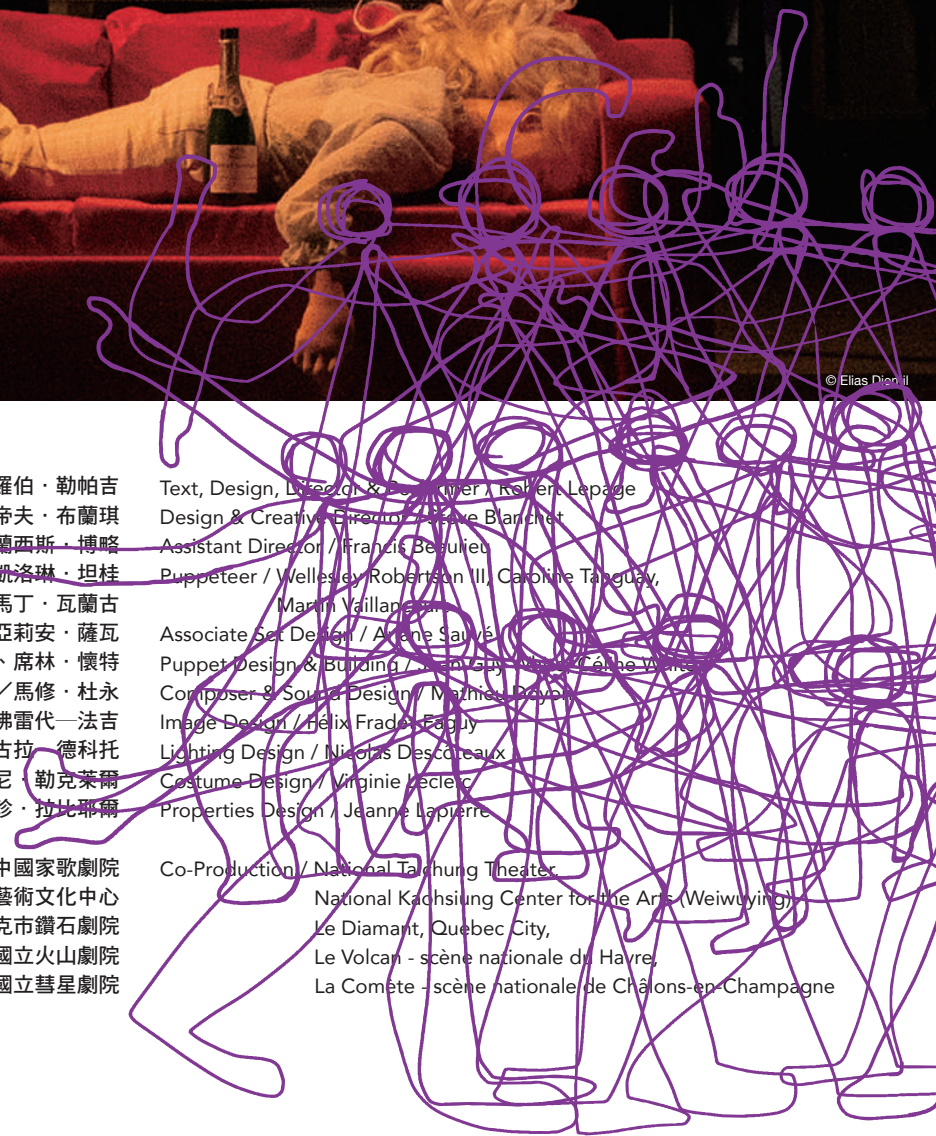 © Elias Djemil
羅伯．勒帕吉 Text, Design, Director & Performer / Robert Lepage
帝夫．布蘭琪 Design & Creative Director / Steve Blanchet
蘭西斯．博略 Assistant Director / Francis Beaulieu
凱洛琳．坦桂 Puppeteer / Wellesley Robertson III, Caroline Tanguay,
馬丁．瓦蘭古 Martin Vaillancourt
亞莉安．薩瓦 Associate Set Design / Ariane Sauvé
、席林．懷特 Puppet Design & Building / Jean-Guy White, Céline White
／馬修．杜永 Composer & Sound Design / Mathieu Doyon
弗雷代—法吉 Image Design / Félix Fradet-Faguy
古拉．德科托 Lighting Design / Nicolas Descôteaux
尼．勒克萊爾 Costume Design / Virginie Leclerc
珍．拉比耶爾 Properties Design / Jeanne Lapierre
中國家歌劇院 Co-Production / National Taichung Theater,
藝術文化中心 National Kaohsiung Center for the Arts (Weiwuying),
克市鑽石劇院 Le Diamant, Québec City,
國立火山劇院 Le Volcan - scène nationale du Havre,
國立彗星劇院 La Comète - scène nationale de Châlons-en-Champagne